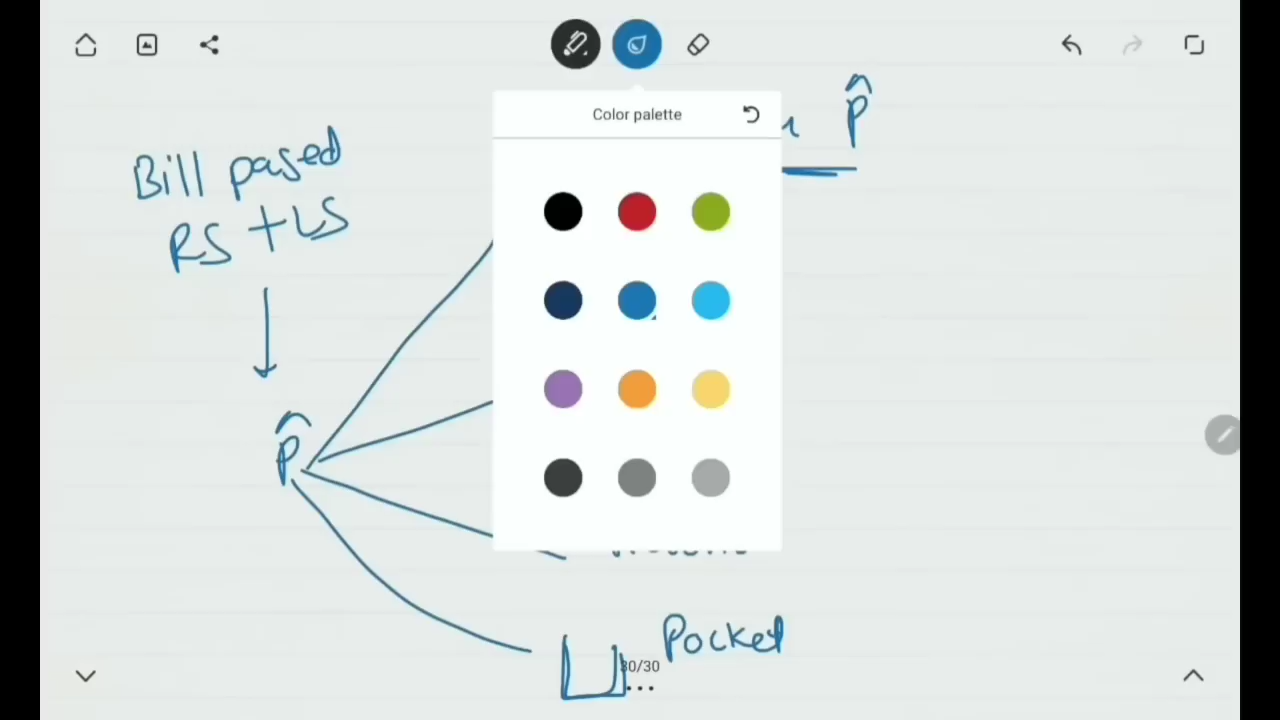 Color palette
P̂
Bill pased
RS + LS
P̂
Pocket
30/30